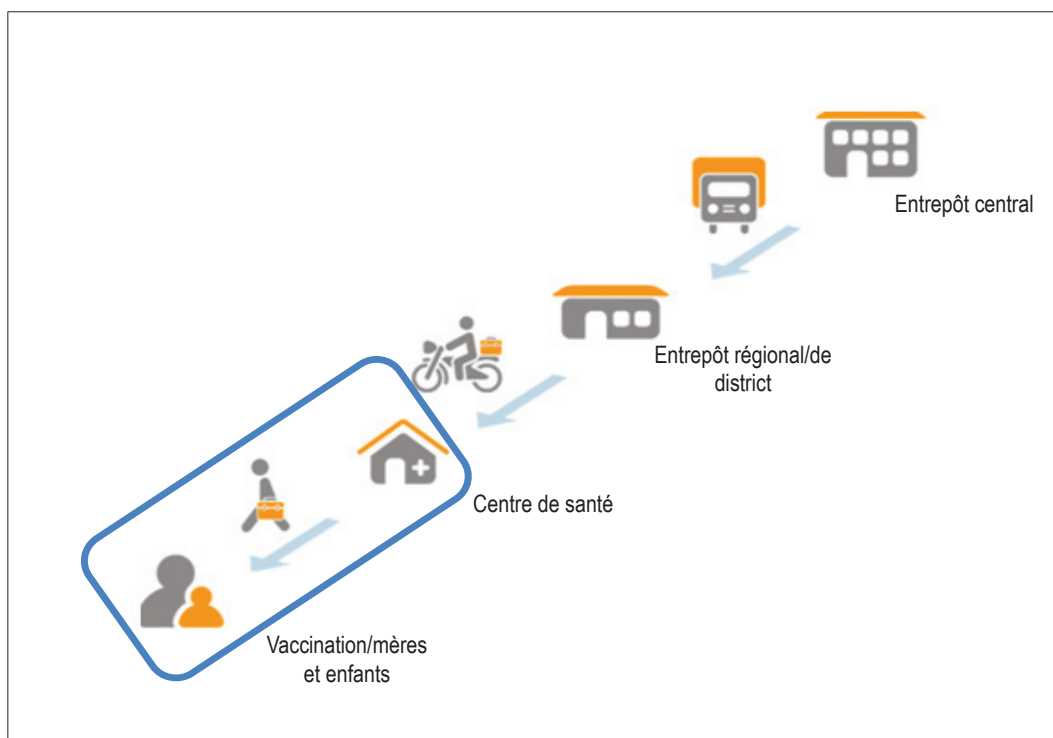 Entrepôt central
Entrepôt régional/de
district
Centre de santé
Vaccination/mères
et enfants